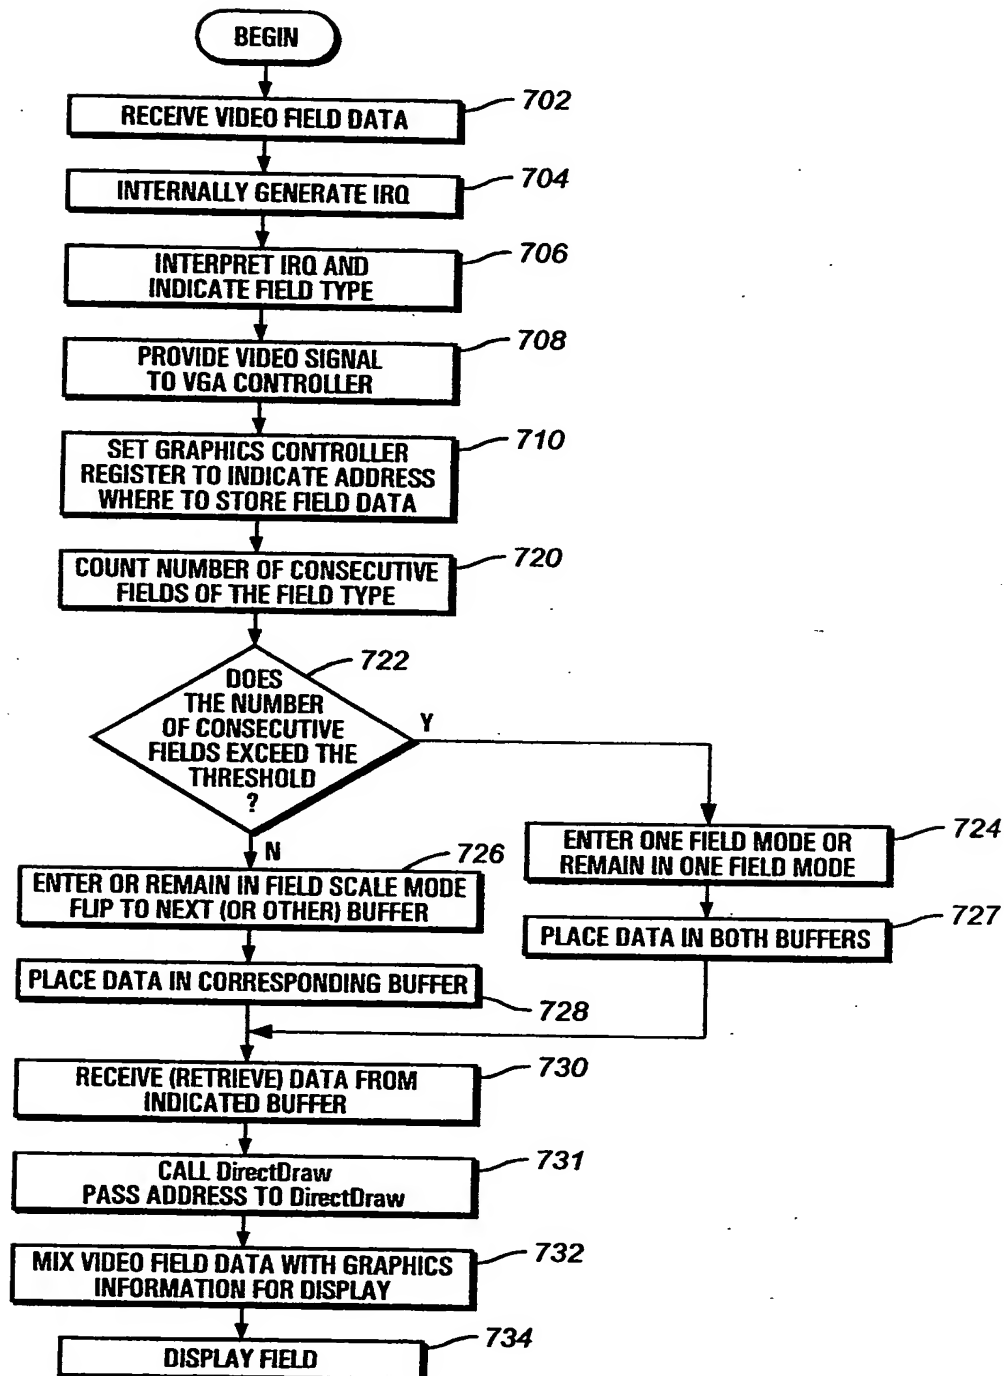 BEGIN
702
RECEIVE VIDEO FIELD DATA
704
INTERNALLY GENERATE IRQ
706
INTERPRET IRQ AND
INDICATE FIELD TYPE
708
PROVIDE VIDEO SIGNAL
TO VGA CONTROLLER
710
SET GRAPHICS CONTROLLER
REGISTER TO INDICATE ADDRESS
WHERE TO STORE FIELD DATA
720
COUNT NUMBER OF CONSECUTIVE
FIELDS OF THE FIELD TYPE
722
DOES
THE NUMBER
OF CONSECUTIVE
FIELDS EXCEED THE
THRESHOLD
?
Y
N
724
ENTER ONE FIELD MODE OR
REMAIN IN ONE FIELD MODE
726
ENTER OR REMAIN IN FIELD SCALE MODE
FLIP TO NEXT (OR OTHER) BUFFER
727
PLACE DATA IN BOTH BUFFERS
PLACE DATA IN CORRESPONDING BUFFER
728
730
RECEIVE (RETRIEVE) DATA FROM
INDICATED BUFFER
731
CALL DirectDraw
PASS ADDRESS TO DirectDraw
732
MIX VIDEO FIELD DATA WITH GRAPHICS
INFORMATION FOR DISPLAY
734
DISPLAY FIELD